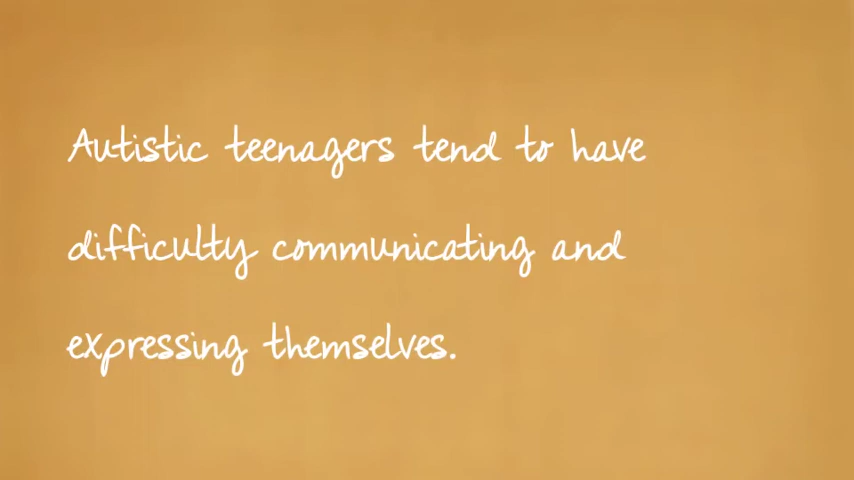 Autistic teenagers tend to have
difficulty communicating and
expressing themselves.